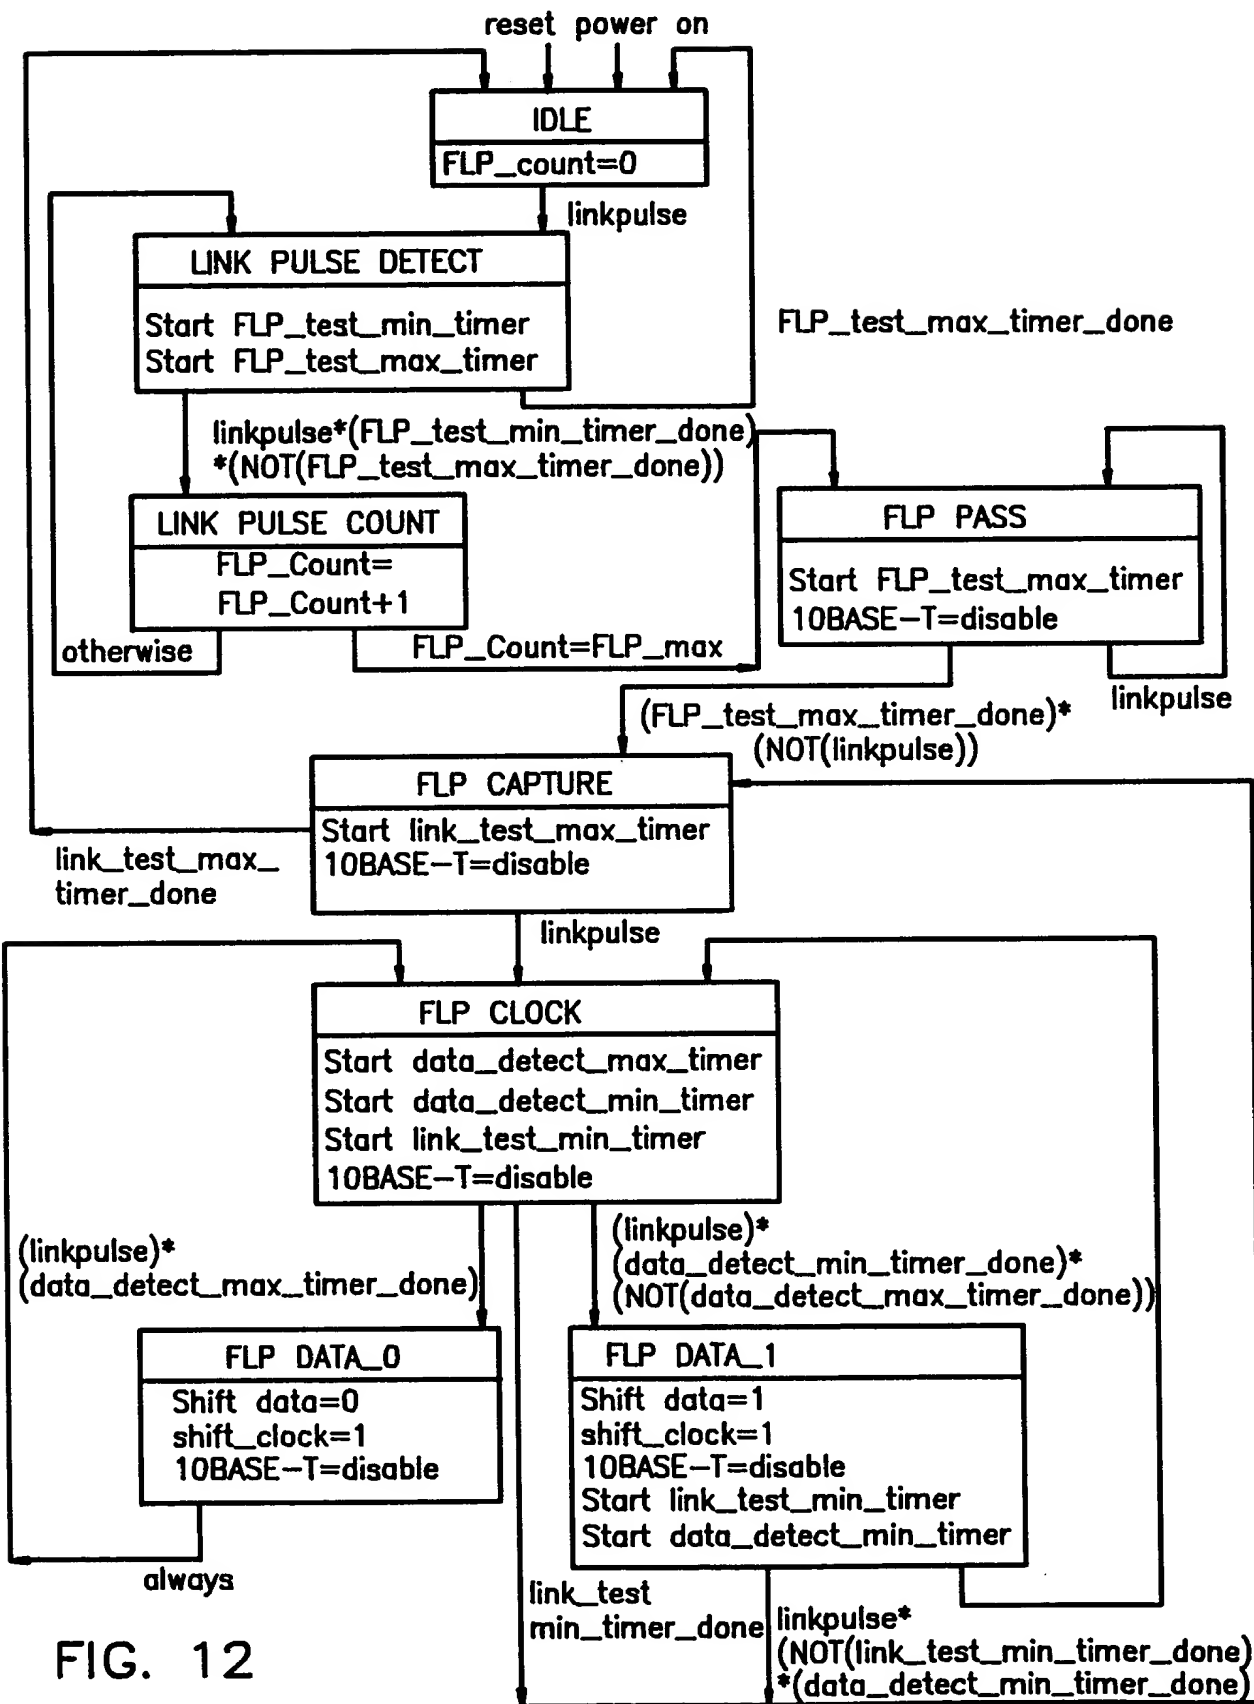 reset power on
IDLE
FLP_count=0
linkpulse
LINK PULSE DETECT
Start FLP_test_min_timer
Start FLP_test_max_timer
FLP_test_max_timer_done
linkpulse*(FLP_test_min_timer_done)
*(NOT(FLP_test_max_timer_done))
LINK PULSE COUNT
FLP_Count=
FLP_Count+1
otherwise
FLP_Count=FLP_max
FLP PASS
Start FLP_test_max_timer
10BASE-T=disable
linkpulse
(FLP_test_max_timer_done)*
(NOT(linkpulse))
FLP CAPTURE
Start link_test_max_timer
10BASE-T=disable
link_test_max_
timer_done
linkpulse
FLP CLOCK
Start data_detect_max_timer
Start data_detect_min_timer
Start link_test_min_timer
10BASE-T=disable
(linkpulse)*
(data_detect_max_timer_done)
(linkpulse)*
(data_detect_min_timer_done)*
(NOT(data_detect_max_timer_done))
FLP DATA_0
Shift data=0
shift_clock=1
10BASE-T=disable
always
FLP DATA_1
Shift data=1
shift_clock=1
10BASE-T=disable
Start link_test_min_timer
Start data_detect_min_timer
link_test
min_timer_done
linkpulse*
(NOT(link_test_min_timer_done)
*(data_detect_min_timer_done)
FIG. 12